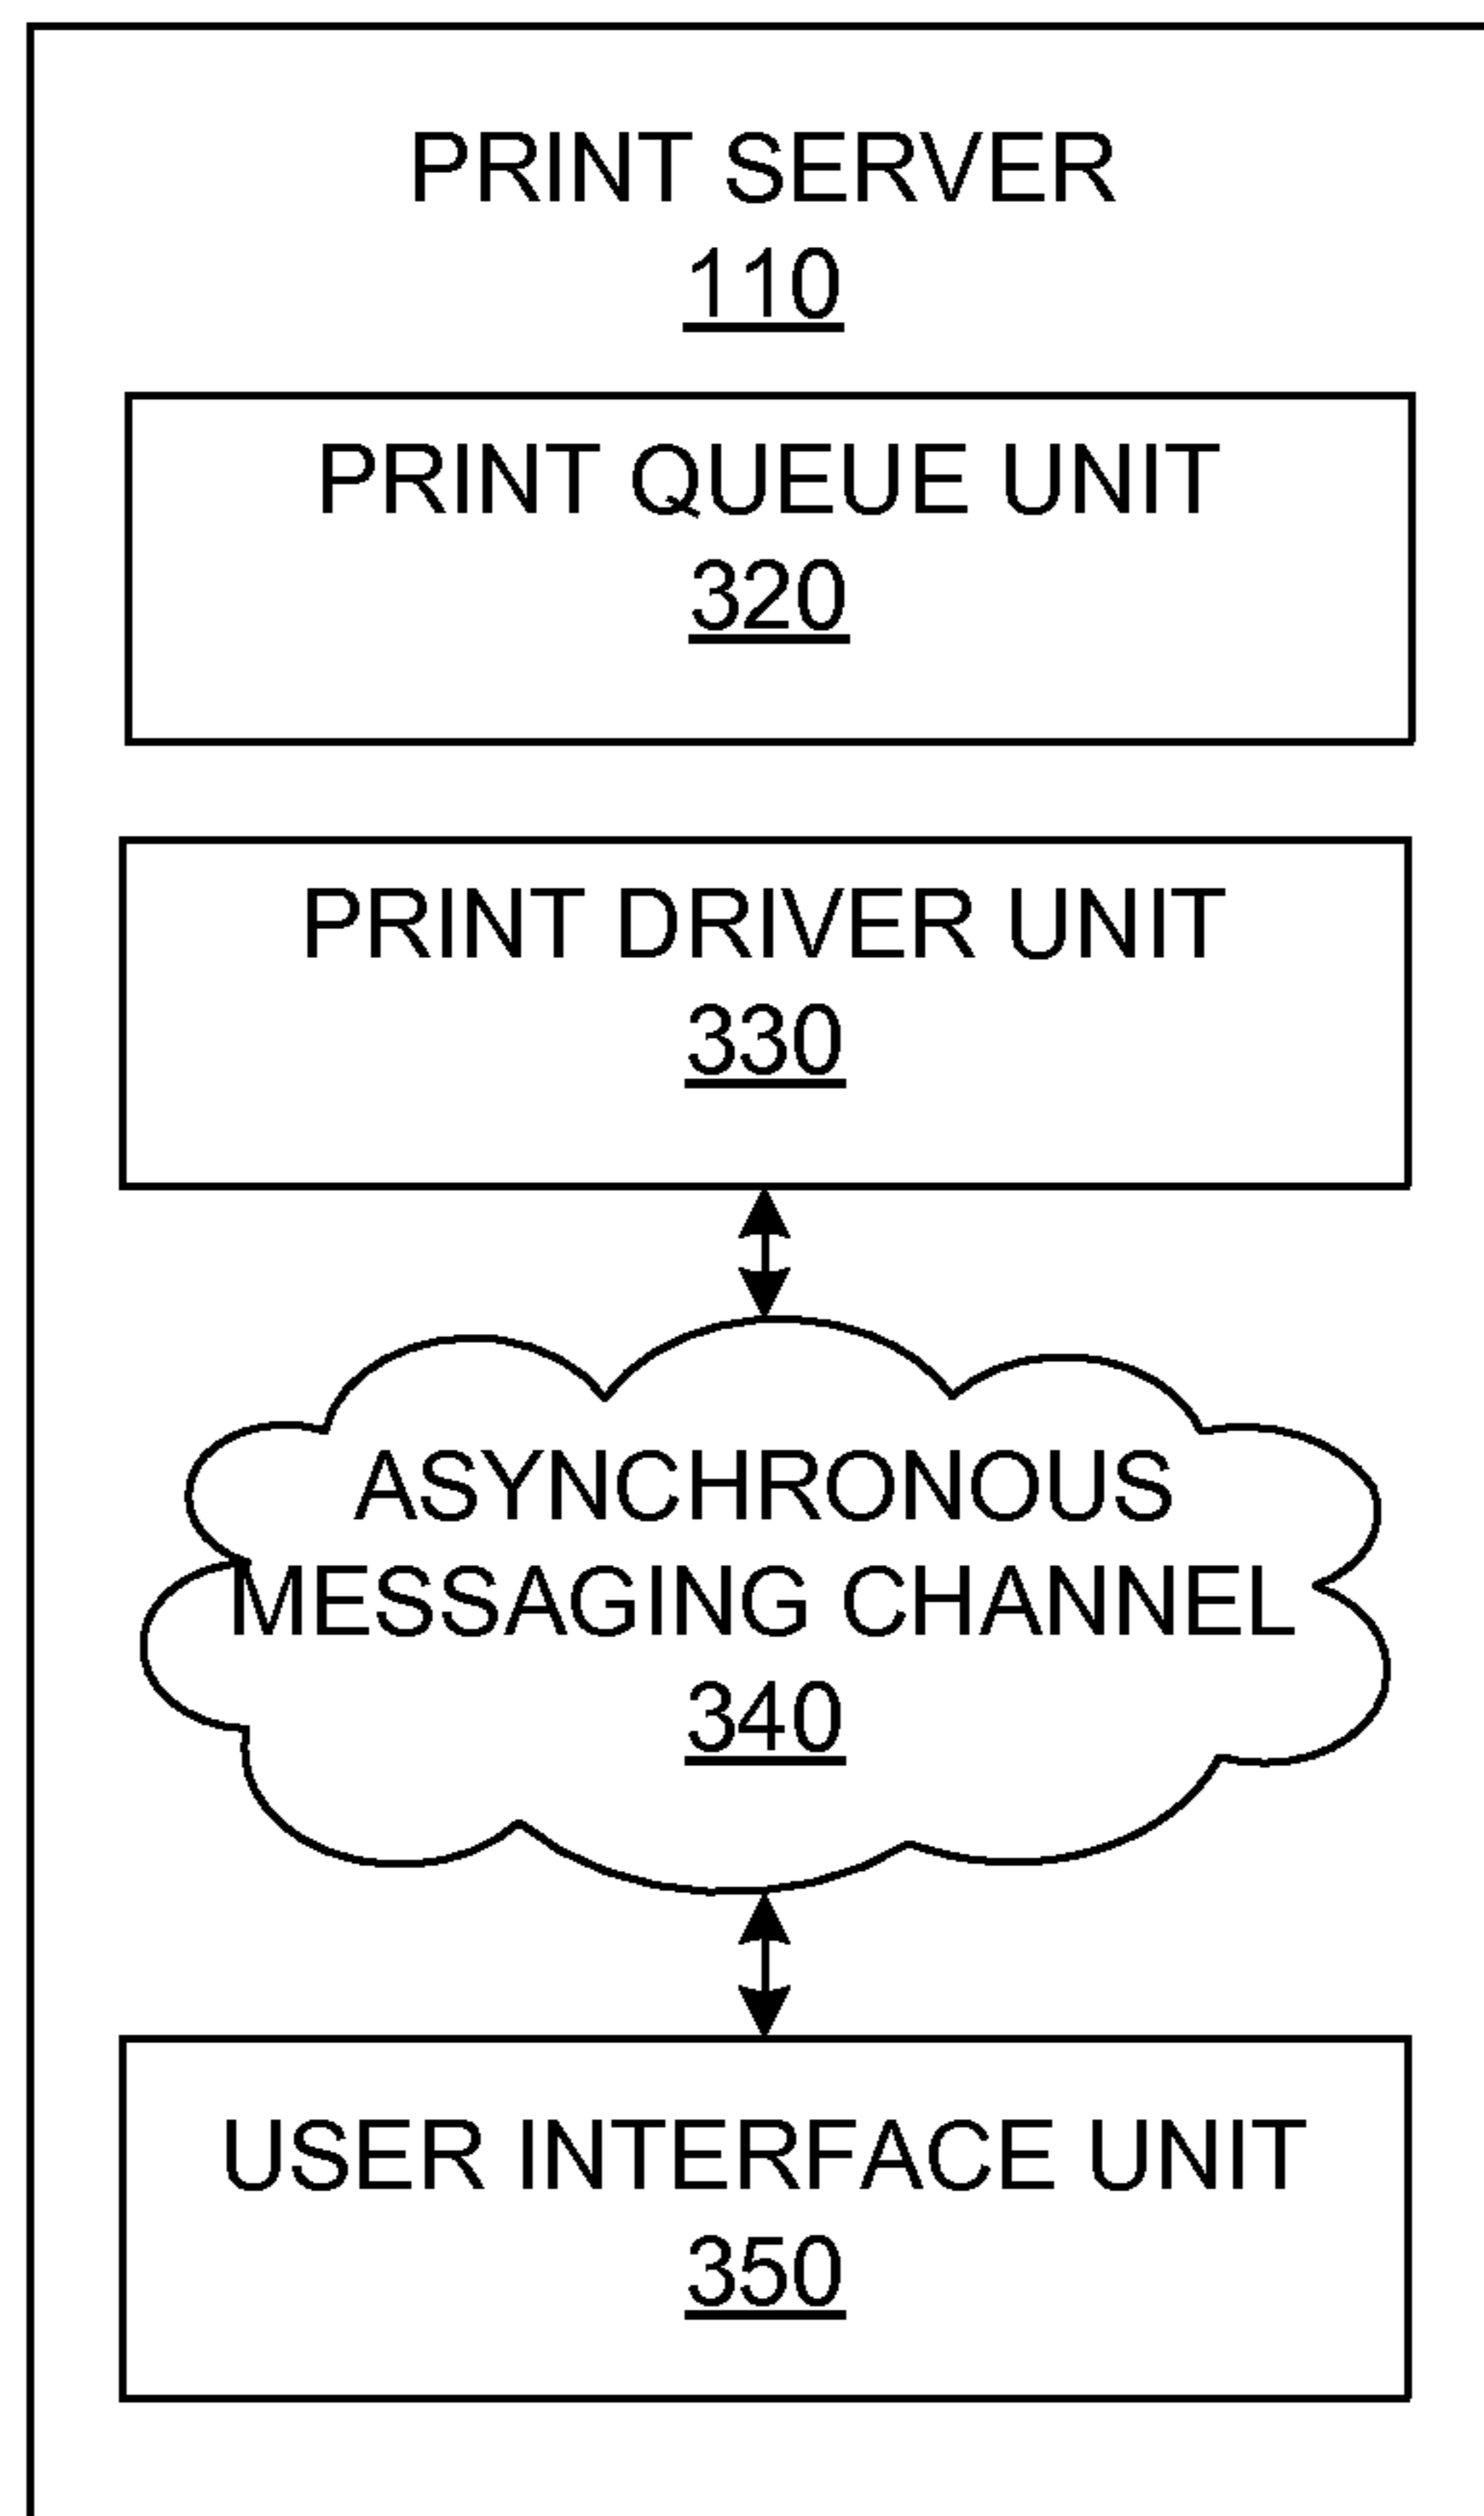 PRINT SERVER
110
PRINT QUEUE UNIT
320
PRINT DRIVER UNIT
330
ASYNCHRONOUS
MESSAGING CHANNEL
340
USER INTERFACE UNIT
350